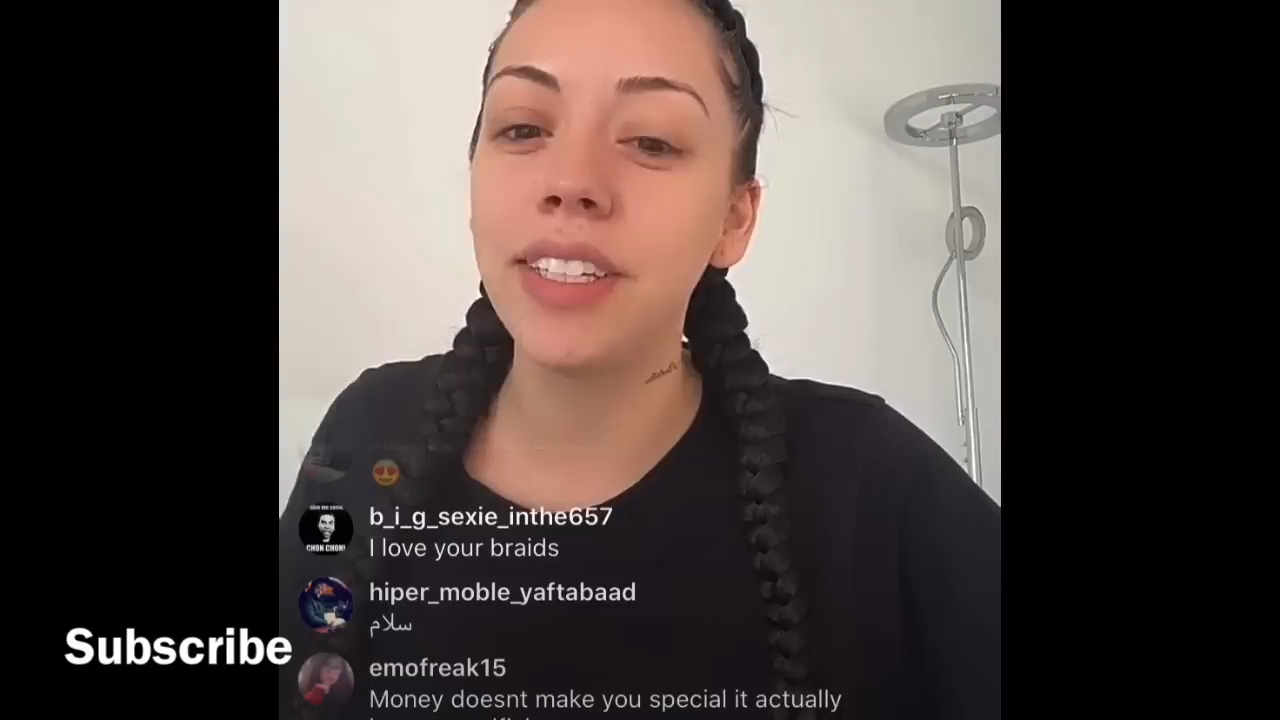 b_i_g_sexie_inthe657
I love your braids
hiper_moble_yaftabaad
سلام
Subscribe
emofreak15
Money doesnt make you special it actually